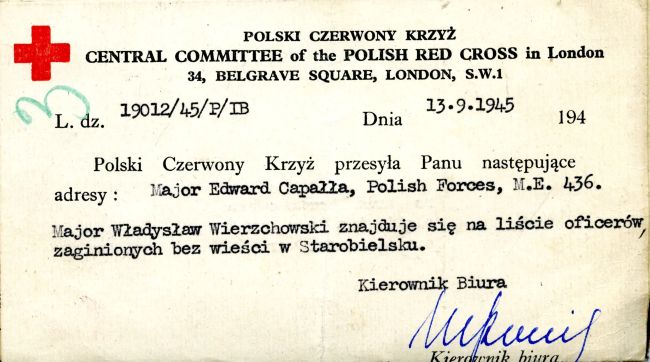 POLSKI CZERWONY KRZYŻ
CENTRAL COMMITTEE of the POLISH RED CROSS in London
34, BELGRAVE SQUARE, LONDON, S.W.1
3
L. dz. 19012/45/P/IB Dnia 13.9.1945 194
Polski Czerwony Krzyż przesyła Panu następujące
adresy : Major Edward Capałła, Polish Forces, M.E. 436.
Major Władysław Wierzchowski znajduje się na liście oficerów,
zaginionych bez wieści w Starobielsku.
Kierownik Biura
Kierownik biura